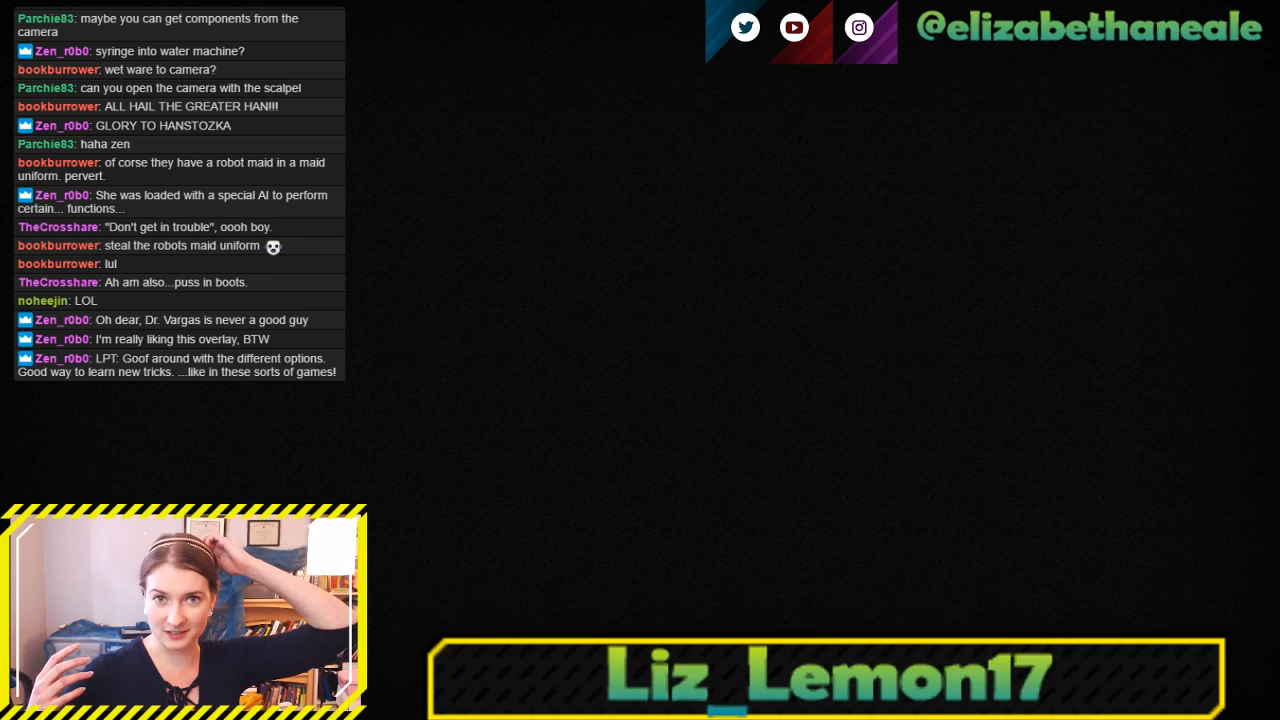 Parchie83: maybe you can get components from the
camera
Zen_r0b0: syringe into water machine?
bookburrower: wet ware to camera?
Parchie83: can you open the camera with the scalpel
bookburrower: ALL HAIL THE GREATER HAN!!!
Zen_r0b0: GLORY TO HANSTOZKA
Parchie83: haha zen
bookburrower: of corse they have a robot maid in a maid
uniform. pervert.
Zen_r0b0: She was loaded with a special AI to perform
certain... functions...
TheCrosshare: "Don't get in trouble", oooh boy.
bookburrower: steal the robots maid uniform
bookburrower: lul
TheCrosshare: Ah am also...puss in boots.
noheejin: LOL
Zen_r0b0: Oh dear, Dr. Vargas is never a good guy
Zen_r0b0: I'm really liking this overlay, BTW
Zen_r0b0: LPT: Goof around with the different options.
Good way to learn new tricks. ...like in these sorts of games!
@elizabethaneale
Liz_Lemon17